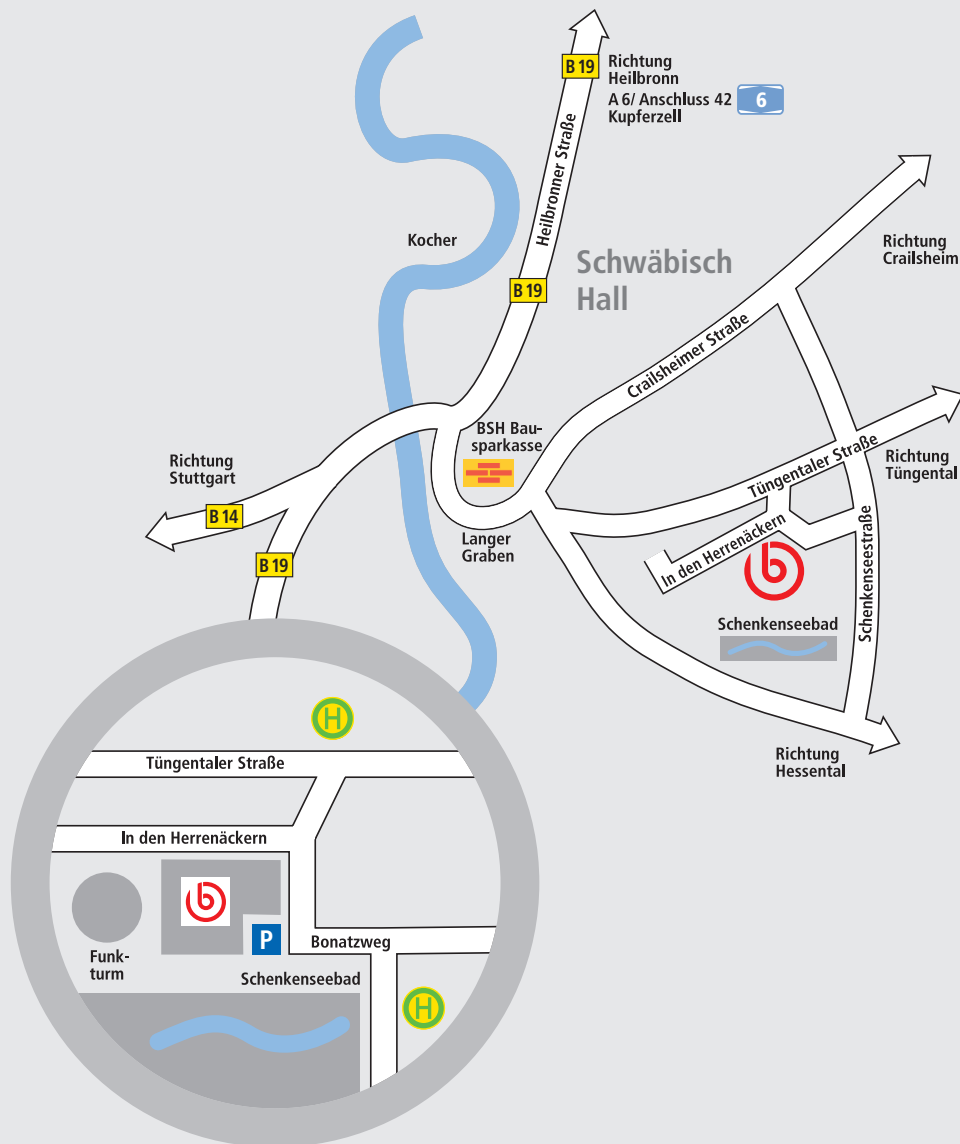 B 19
Richtung
Heilbronn
A 6/ Anschluss 42
Kupferzell
6
Heilbronner Straße
Kocher
Richtung
Crailsheim
Schwäbisch
Hall
B 19
Crailsheimer Straße
BSH Bau-
sparkasse
Tüngentaler Straße
Richtung
Tüngental
Richtung
Stuttgart
B 14
B 19
Langer
Graben
In den Herrenäckern
b
Schenkenseestraße
Schenkenseebad
Richtung
Hessental
H
Tüngentaler Straße
In den Herrenäckern
b
P
Bonatzweg
Funk-
turm
Schenkenseebad
H